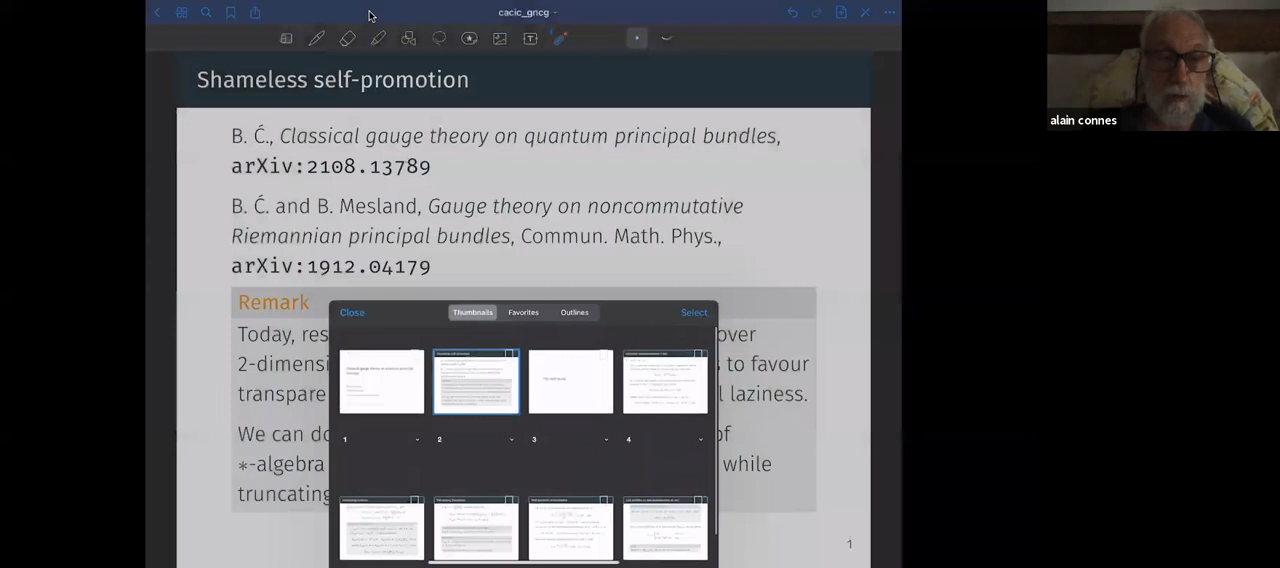 cacic_gncg
Shameless self-promotion
B. Ć., Classical gauge theory on quantum principal bundles,
arXiv:2108.13789
B. Ć. and B. Mesland, Gauge theory on noncommutative
Riemannian principal bundles, Commun. Math. Phys.,
arXiv:1912.04179
Remark
Today, res over
2-dimensi s to favour
transpare l laziness.
We can do of
*-algebra while
truncating
Close Thumbnails Favorites Outlines Select
1 2 3 4
1
alain connes